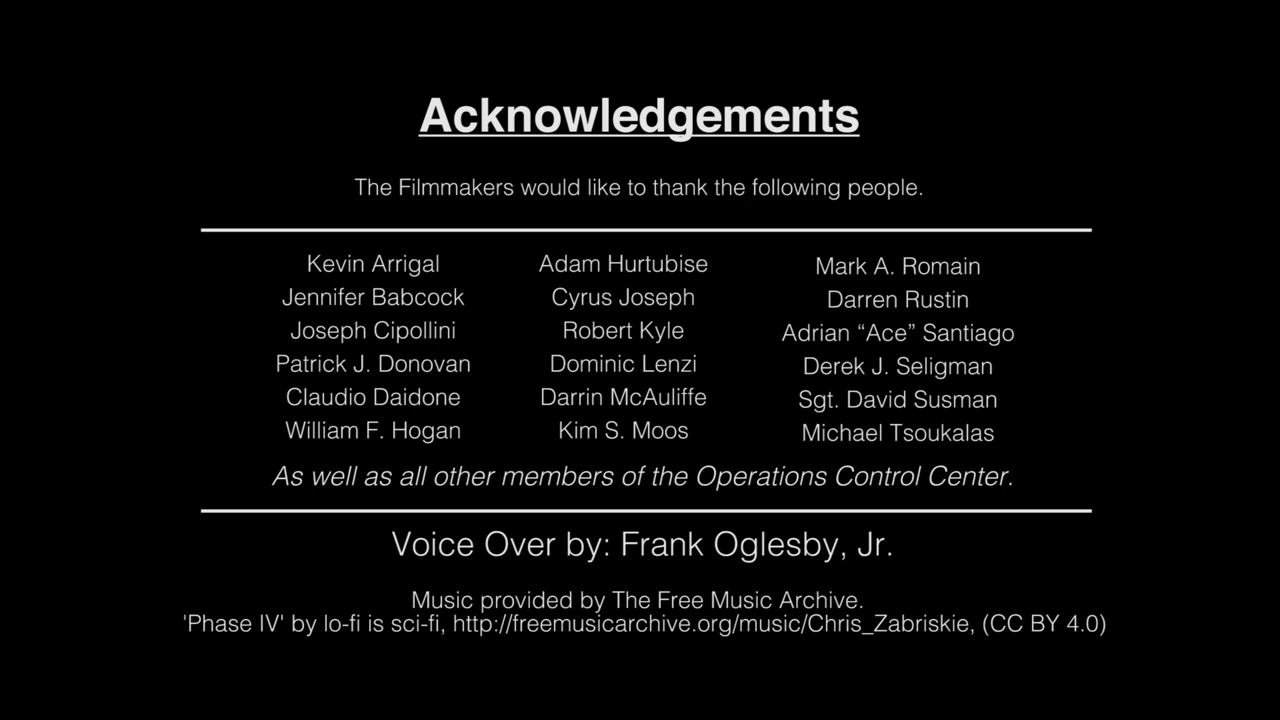 Acknowledgements
The Filmmakers would like to thank the following people.
Kevin Arrigal
Jennifer Babcock
Joseph Cipollini
Patrick J. Donovan
Claudio Daidone
William F. Hogan
Adam Hurtubise
Cyrus Joseph
Robert Kyle
Dominic Lenzi
Darrin McAuliffe
Kim S. Moos
Mark A. Romain
Darren Rustin
Adrian “Ace” Santiago
Derek J. Seligman
Sgt. David Susman
Michael Tsoukalas
As well as all other members of the Operations Control Center.
Voice Over by: Frank Oglesby, Jr.
Music provided by The Free Music Archive.
'Phase IV' by lo-fi is sci-fi, http://freemusicarchive.org/music/Chris_Zabriskie, (CC BY 4.0)